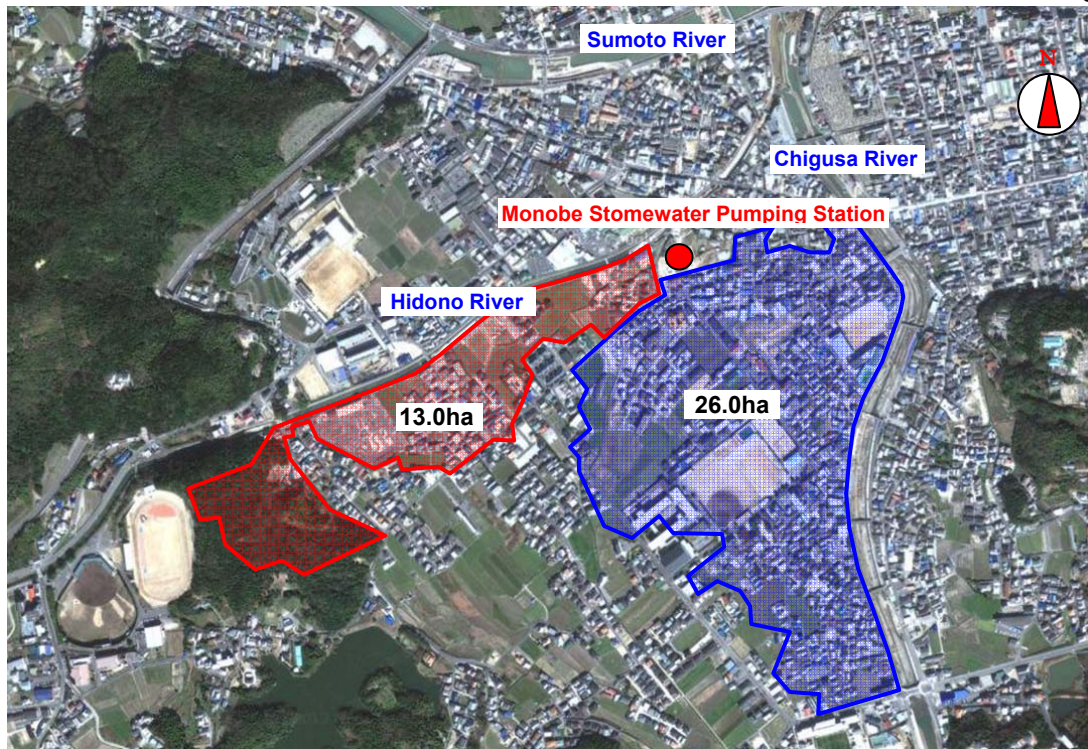 Sumoto River
N
Chigusa River
Monobe Stomewater Pumping Station
Hidono River
13.0ha
26.0ha